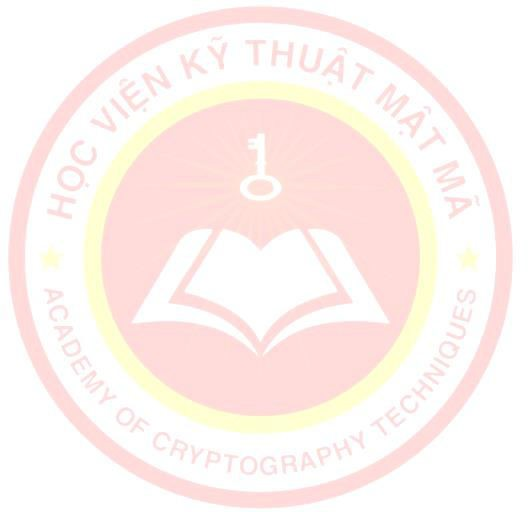 HỌC VIỆN KỸ THUẬT MẬT MÃ
ACADEMY OF CRYPTOGRAPHY TECHNIQUES